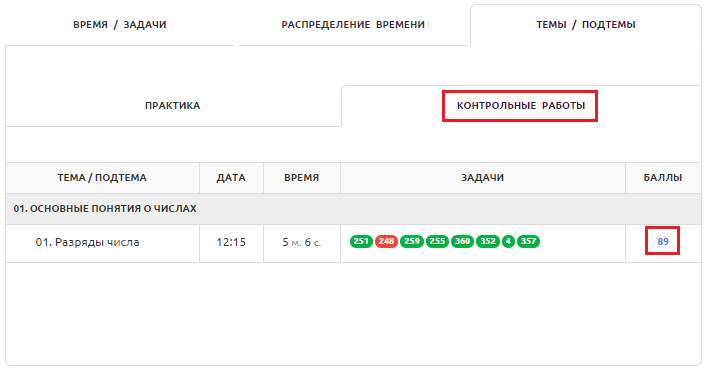 ВРЕМЯ / ЗАДАЧИ РАСПРЕДЕЛЕНИЕ ВРЕМЕНИ ТЕМЫ / ПОДТЕМЫ
ПРАКТИКА КОНТРОЛЬНЫЕ РАБОТЫ
ТЕМА / ПОДТЕМА ДАТА ВРЕМЯ ЗАДАЧИ БАЛЛЫ
01. ОСНОВНЫЕ ПОНЯТИЯ О ЧИСЛАХ
01. Разряды числа 12:15 5 м. 6 с. 251 248 259 255 360 352 4 357 89